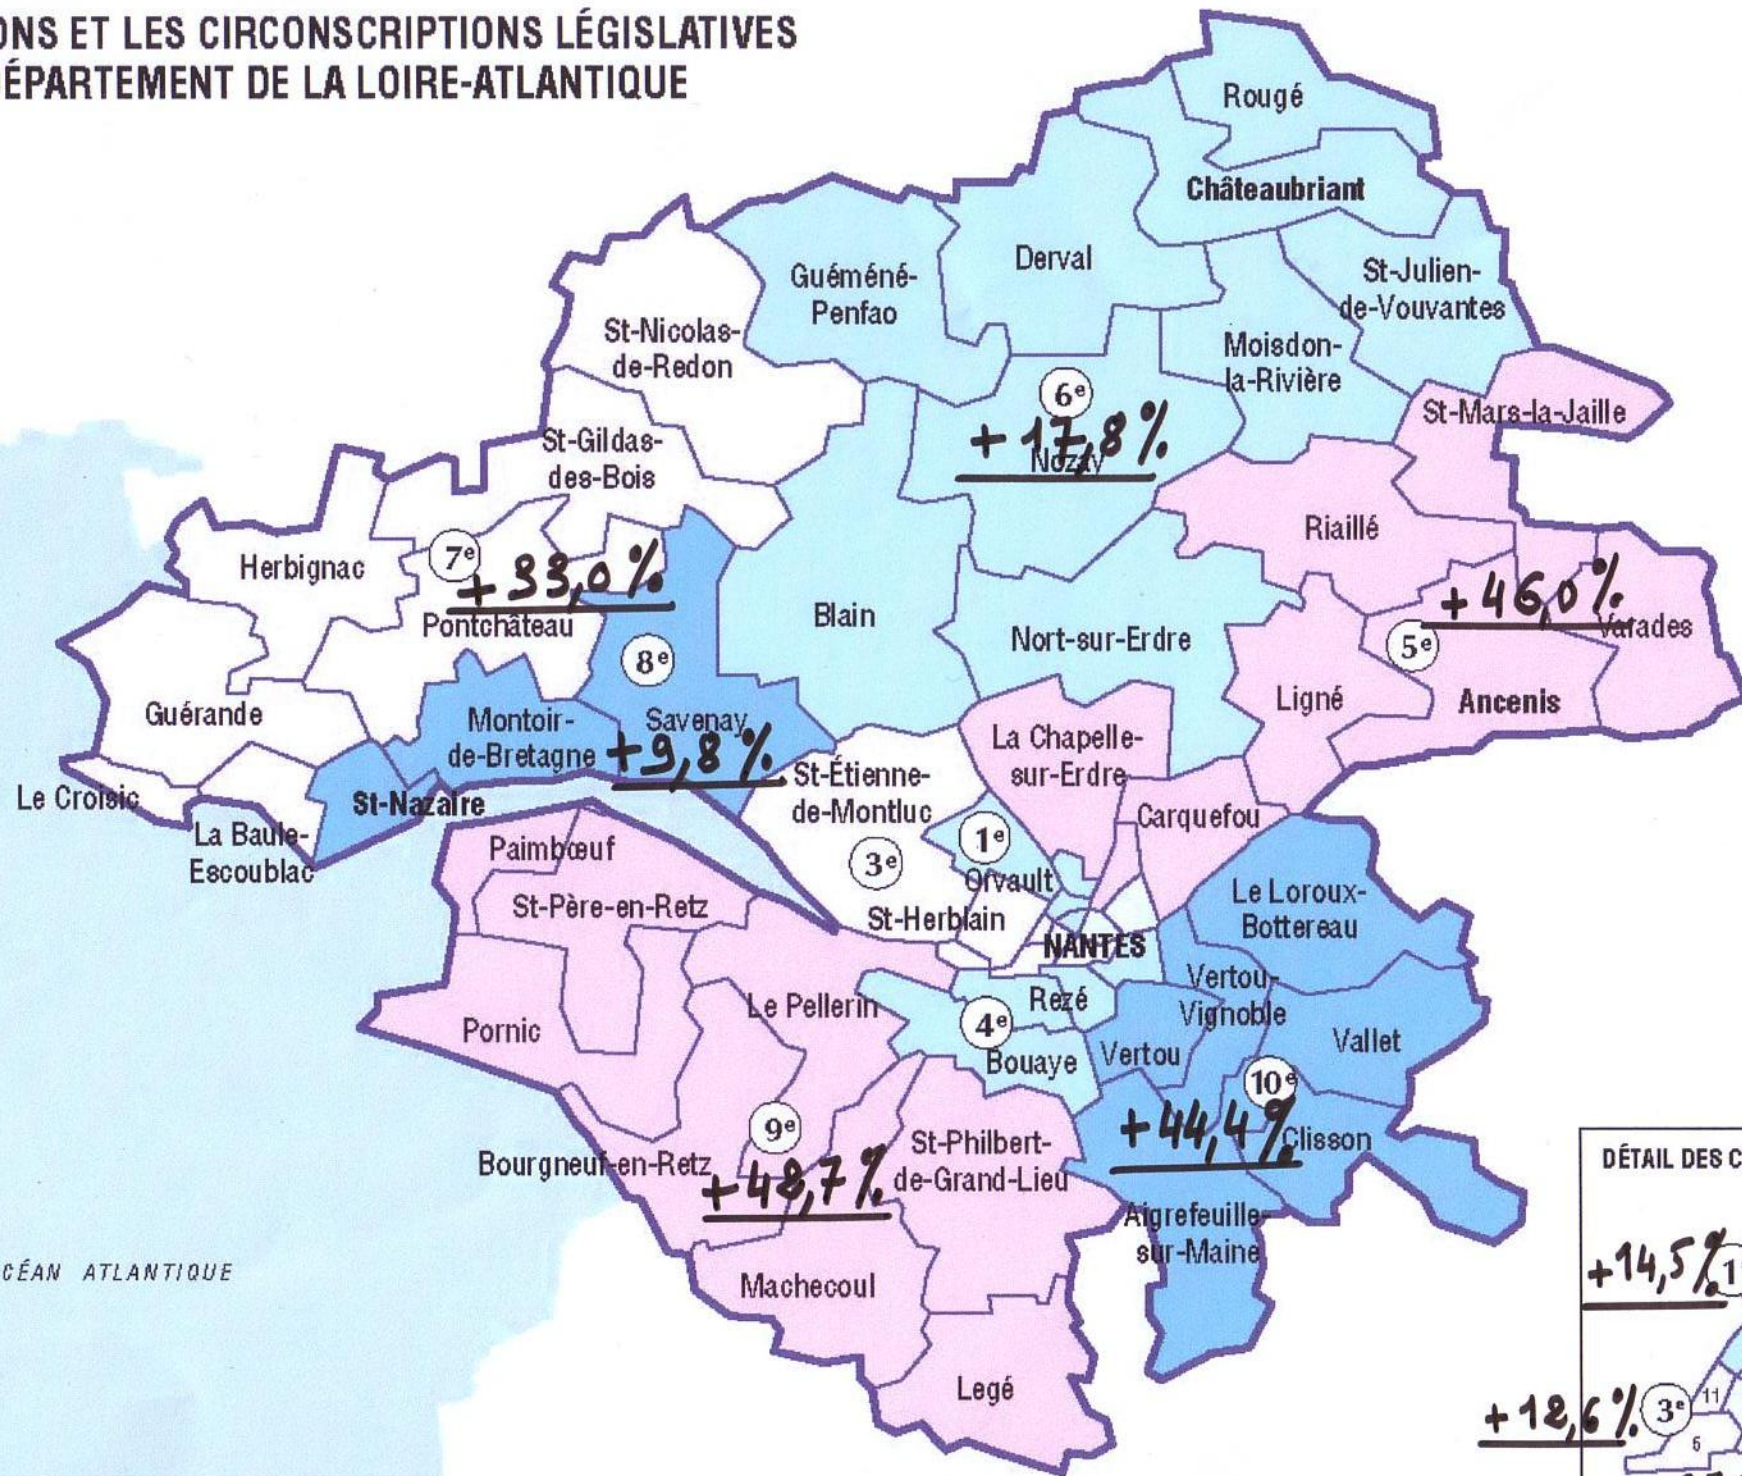 ONS ET LES CIRCONSCRIPTIONS LÉGISLATIVES
ÉPARTEMENT DE LA LOIRE-ATLANTIQUE
Rougé
Châteaubriant
Derval
Guéméné-
Penfao
St-Julien-
de-Vouvantes
St-Nicolas-
de-Redon
Moisdon-
la-Rivière
6e
+17,8%
Nozay
St-Mars-la-Jaille
St-Gildas-
des-Bois
Riaillé
Herbignac
7e
+33,0%
Pontchâteau
Blain
Nort-sur-Erdre
+46,0%
Varades
5e
8e
Ligné
Ancenis
Guérande
Montoir-
de-Bretagne
Savenay
+9,8%
La Chapelle-
sur-Erdre
St-Étienne-
de-Montluc
Le Croisic
St-Nazaire
Carquefou
La Baule-
Escoublac
Paimbœuf
3e
1e
Orvault
St-Père-en-Retz
St-Herblain
NANTES
Le Loroux-
Bottereau
Vertou-
Vignoble
Le Pellerin
Rezé
4e
Pornic
Bouaye
Vertou
Vallet
10e
+44,4%
Clisson
9e
+48,7%
St-Philbert-
de-Grand-Lieu
Bourgneuf-en-Retz
Aigrefeuille-
sur-Maine
DÉTAIL DES C
CÉAN ATLANTIQUE
Machecoul
+14,5%
1
Legé
+18,6%
3e
11
6